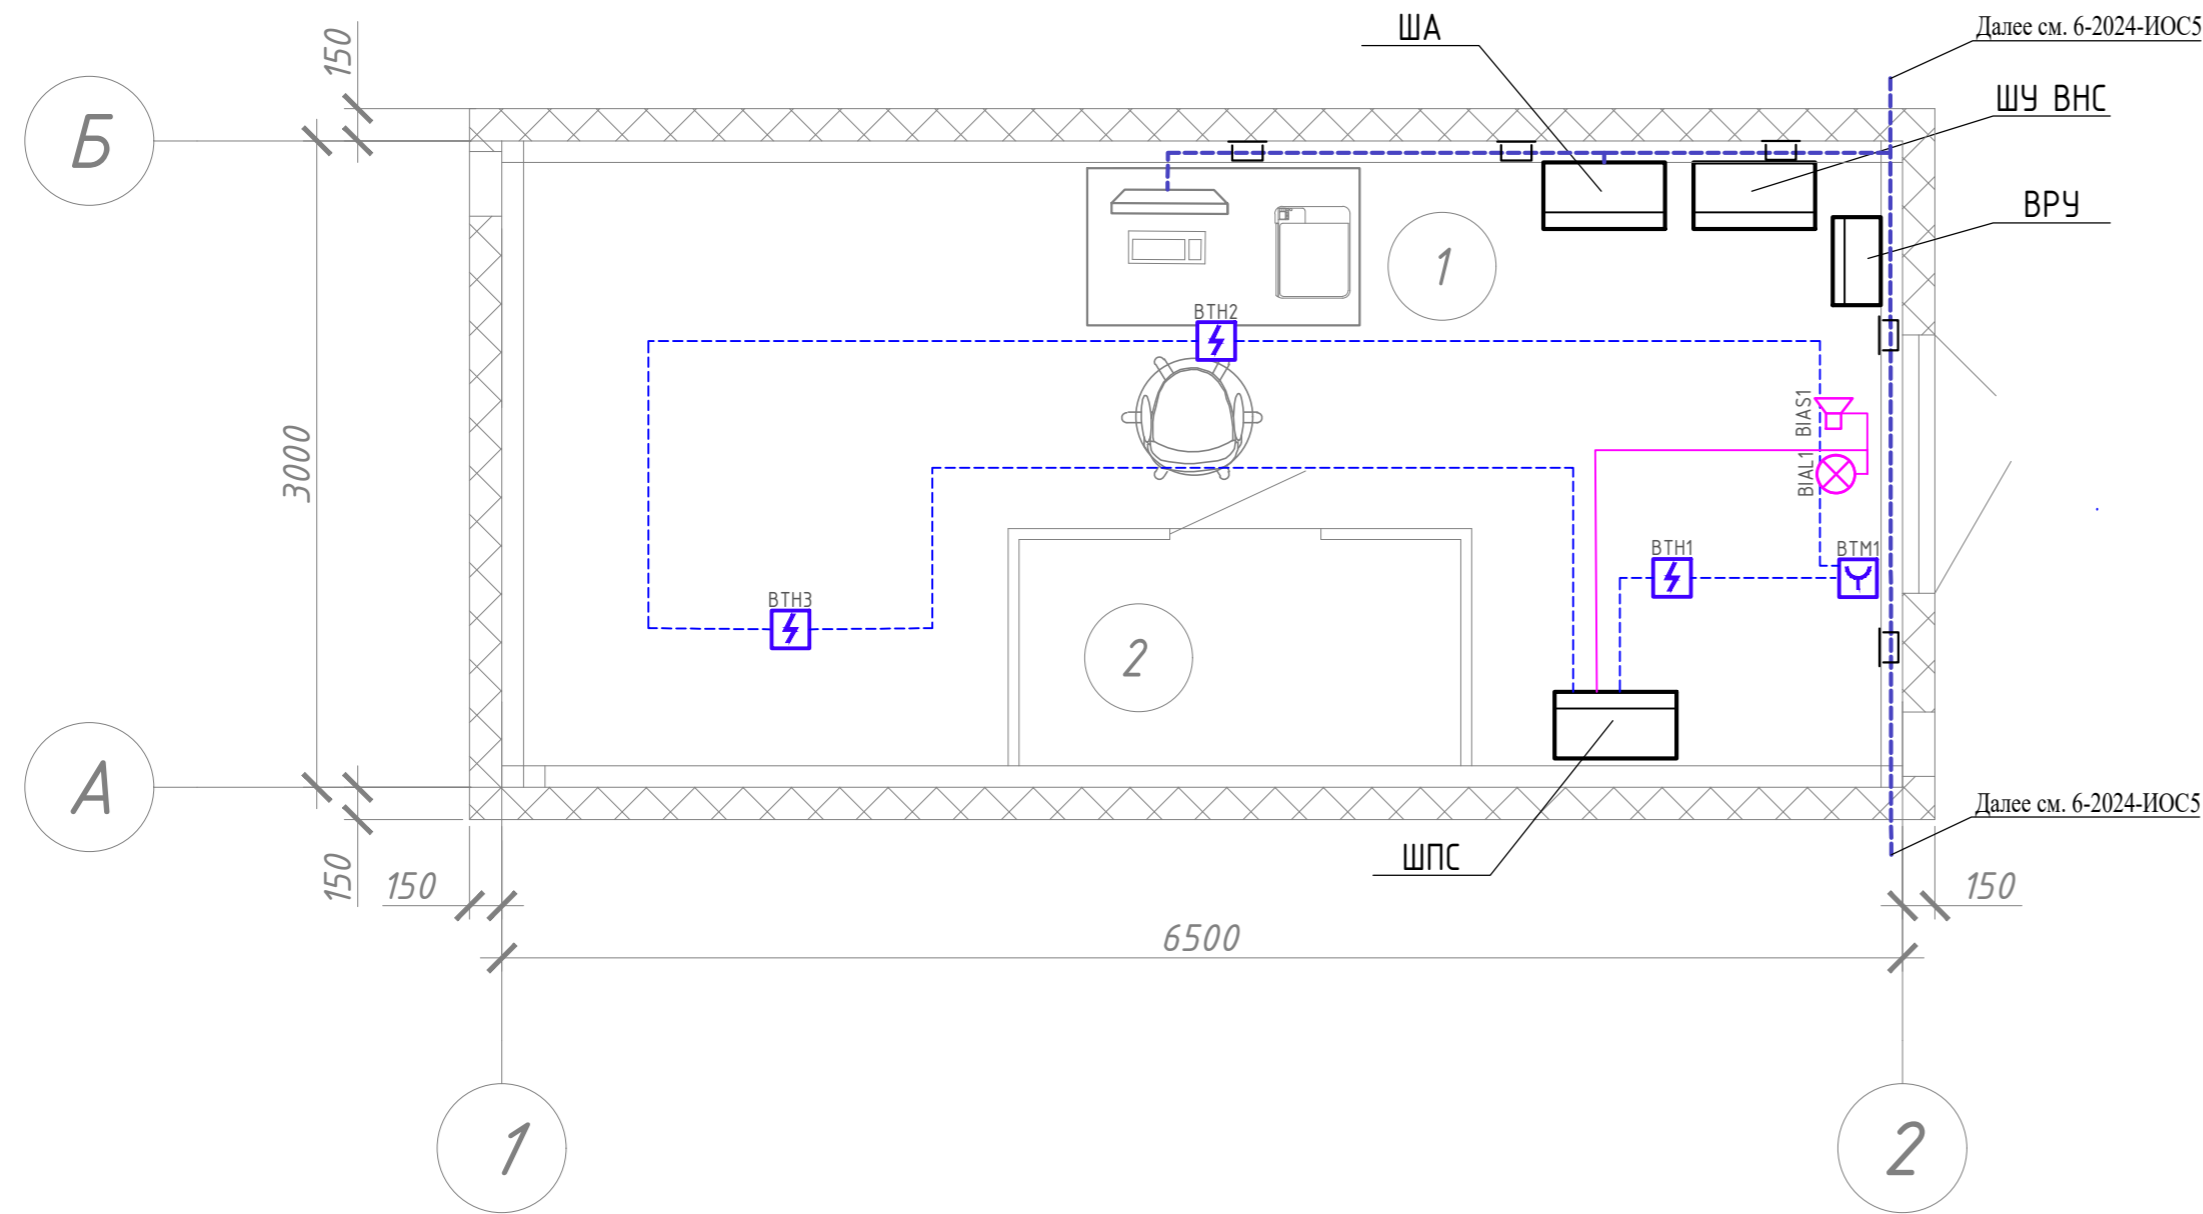 150
ША
Далее см. 6-2024-ИОС5
ШУ ВНС
Б
ВРУ
1
BTH2
3000
BIAS1
BIAL1
BTH1
BTM1
BTH3
2
А
Далее см. 6-2024-ИОС5
ШПС
150
150
150
6500
1
2